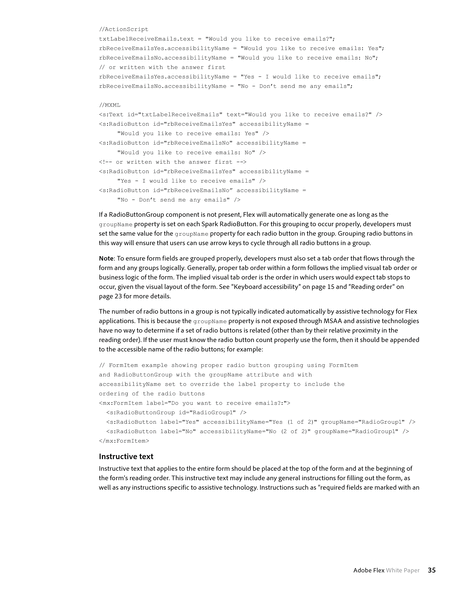 //ActionScript
txtLabelReceiveEmails.text = "Would you like to receive emails?";
rbReceiveEmailsYes.accessibilityName = "Would you like to receive emails: Yes";
rbReceiveEmailsNo.accessibilityName = "Would you like to receive emails: No";
// or written with the answer first
rbReceiveEmailsYes.accessibilityName = "Yes - I would like to receive emails";
rbReceiveEmailsNo.accessibilityName = "No - Don't send me any emails";
//MXML
<s:Text id="txtLabelReceiveEmails" text="Would you like to receive emails?" />
<s:RadioButton id="rbReceiveEmailsYes" accessibilityName =
"Would you like to receive emails: Yes" />
<s:RadioButton id="rbReceiveEmailsNo" accessibilityName =
"Would you like to receive emails: No" />
<!-- or written with the answer first -->
<s:RadioButton id="rbReceiveEmailsYes" accessibilityName =
"Yes - I would like to receive emails" />
<s:RadioButton id="rbReceiveEmailsNo" accessibilityName =
"No - Don't send me any emails" />
If a RadioButtonGroup component is not present, Flex will automatically generate one as long as the
groupName property is set on each Spark RadioButton. For this grouping to occur properly, developers must
set the same value for the groupName property for each radio button in the group. Grouping radio buttons in
this way will ensure that users can use arrow keys to cycle through all radio buttons in a group.
Note: To ensure form fields are grouped properly, developers must also set a tab order that flows through the
form and any groups logically. Generally, proper tab order within a form follows the implied visual tab order or
business logic of the form. The implied visual tab order is the order in which users would expect tab stops to
occur, given the visual layout of the form. See "Keyboard accessibility" on page 15 and "Reading order" on
page 23 for more details.
The number of radio buttons in a group is not typically indicated automatically by assistive technology for Flex
applications. This is because the groupName property is not exposed through MSAA and assistive technologies
have no way to determine if a set of radio buttons is related (other than by their relative proximity in the
reading order). If the user must know the radio button count properly use the form, then it should be appended
to the accessible name of the radio buttons; for example:
// FormItem example showing proper radio button grouping using FormItem
and RadioButtonGroup with the groupName attribute and with
accessibilityName set to override the label property to include the
ordering of the radio buttons
<mx:FormItem label="Do you want to receive emails?:">
<s:RadioButtonGroup id="RadioGroup1" />
<s:RadioButton label="Yes" accessibilityName="Yes (1 of 2)" groupName="RadioGroup1" />
<s:RadioButton label="No" accessibilityName="No (2 of 2)" groupName="RadioGroup1" />
</mx:FormItem>
Instructive text
Instructive text that applies to the entire form should be placed at the top of the form and at the beginning of
the form's reading order. This instructive text may include any general instructions for filling out the form, as
well as any instructions specific to assistive technology. Instructions such as "required fields are marked with an
Adobe Flex White Paper 35